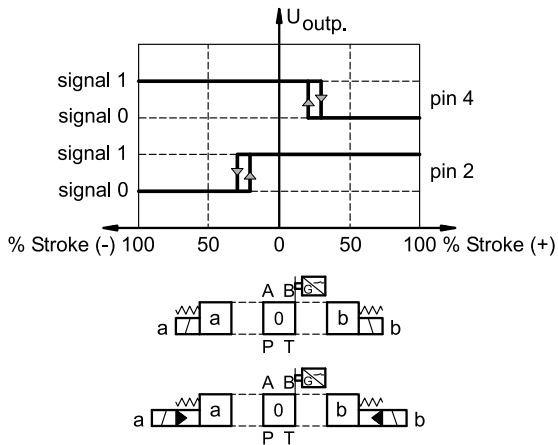 U outp.
signal 1
signal 0
pin 4
signal 1
signal 0
pin 2
% Stroke (-) 100 50 0 50 100 % Stroke (+)
A B G
a a 0 b b
P T
A B G
a a 0 b b
P T